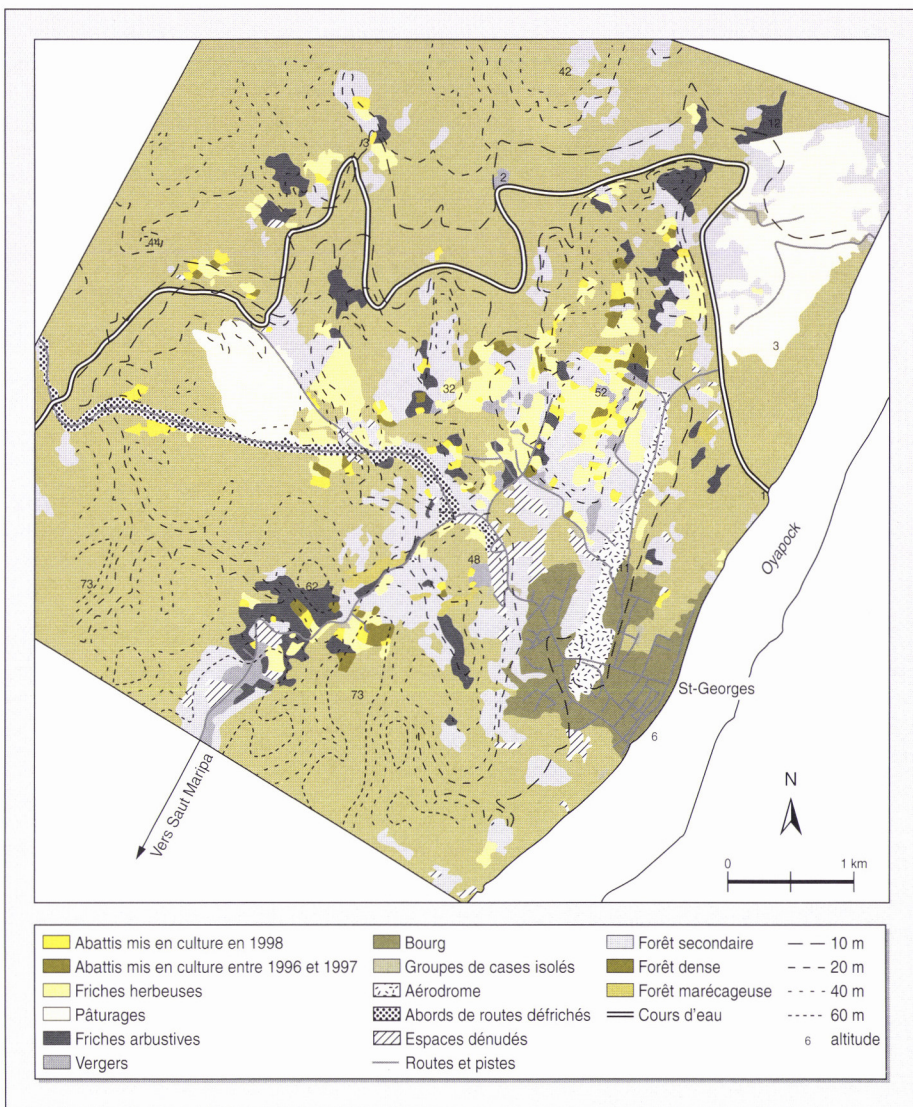 42
12
3
2
44
3
32
52
Oyapock
48
11
62
73
73
St-Georges
6
Vers Saut Maripa
N
0 1 km
Abattis mis en culture en 1998
Abattis mis en culture entre 1996 et 1997
Friches herbeuses
Pâturages
Friches arbustives
Vergers
Bourg
Groupes de cases isolés
Aérodrome
Abords de routes défrichés
Espaces dénudés
Routes et pistes
Forêt secondaire
Forêt dense
Forêt marécageuse
Cours d'eau
10 m
20 m
40 m
60 m
6 altitude